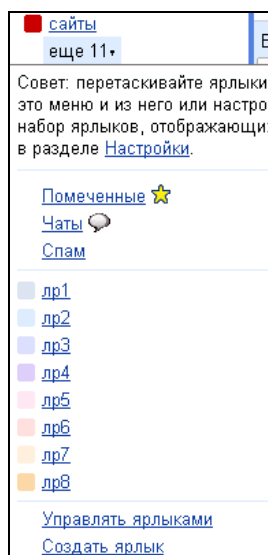 сайты
еще 11▾
Совет: перетаскивайте ярлыки
это меню и из него или настро
набор ярлыков, отображающи
в разделе Настройки.
Помеченные
Чаты
Спам
лр1
лр2
лр3
лр4
лр5
лр6
лр7
лр8
Управлять ярлыками
Создать ярлык